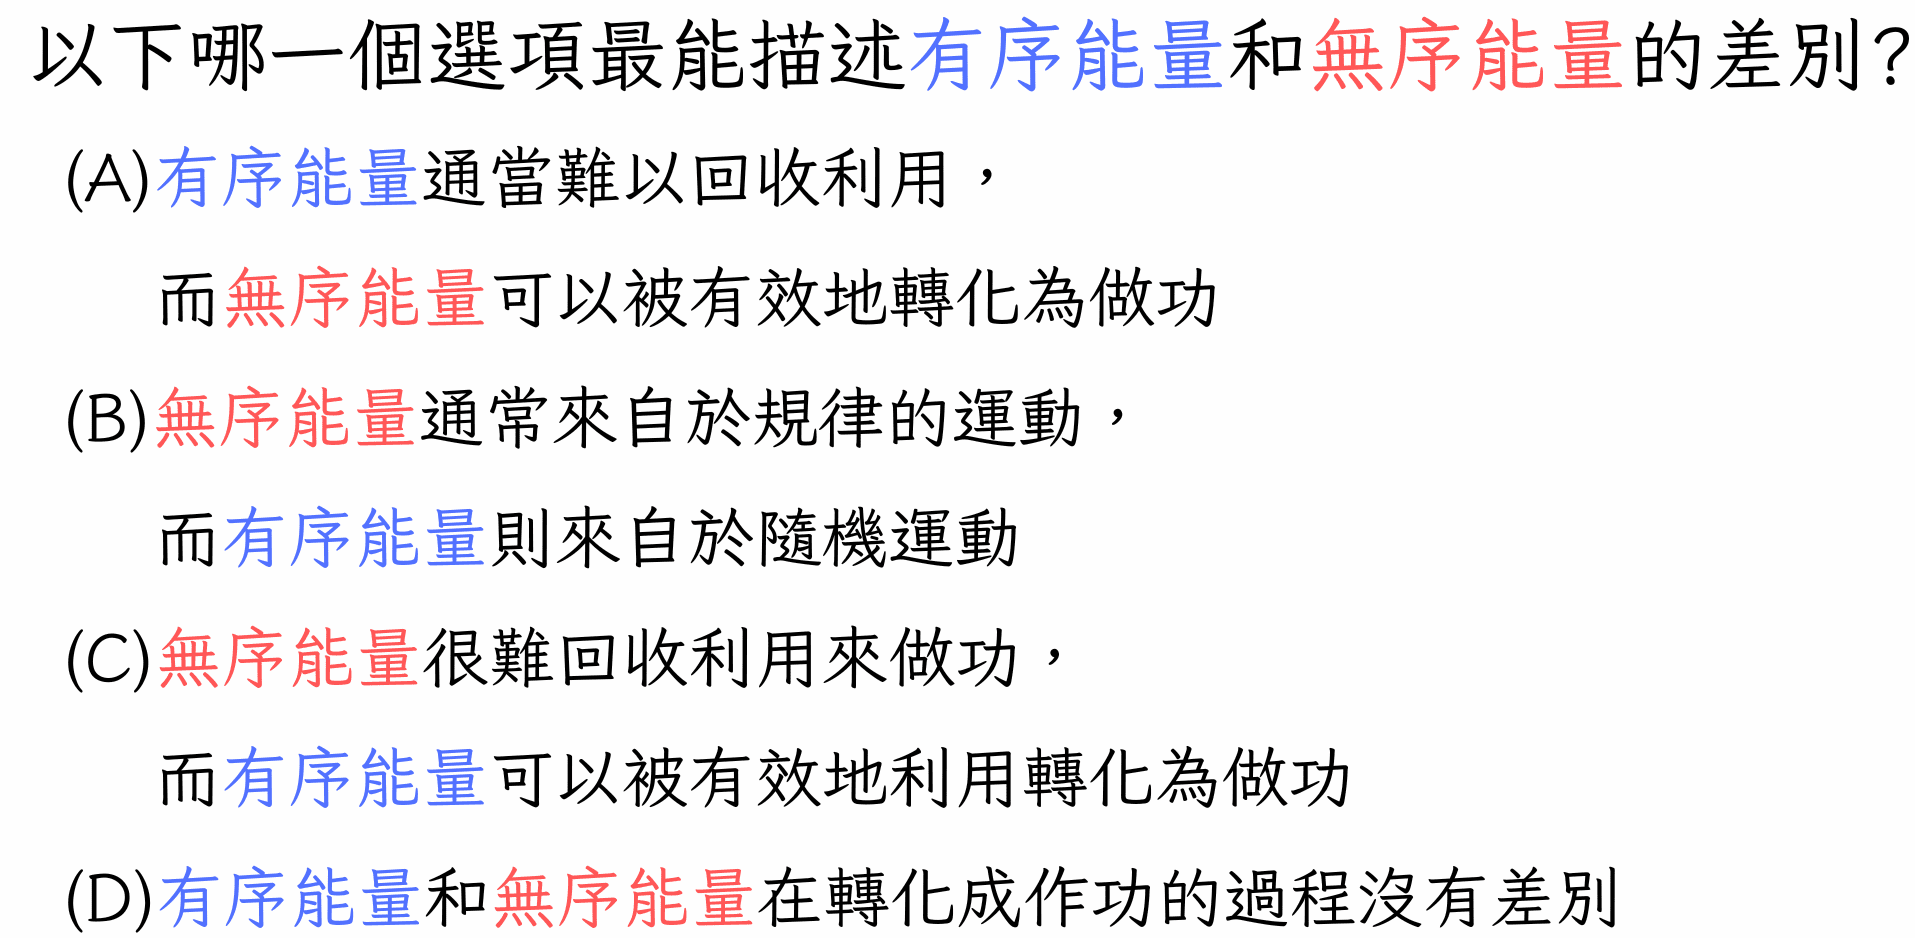 以下哪一個選項最能描述有序能量和無序能量的差別?
(A)有序能量通當難以回收利用，
而無序能量可以被有效地轉化為做功
(B)無序能量通常來自於規律的運動，
而有序能量則來自於隨機運動
(C)無序能量很難回收利用來做功，
而有序能量可以被有效地利用轉化為做功
(D)有序能量和無序能量在轉化成作功的過程沒有差別